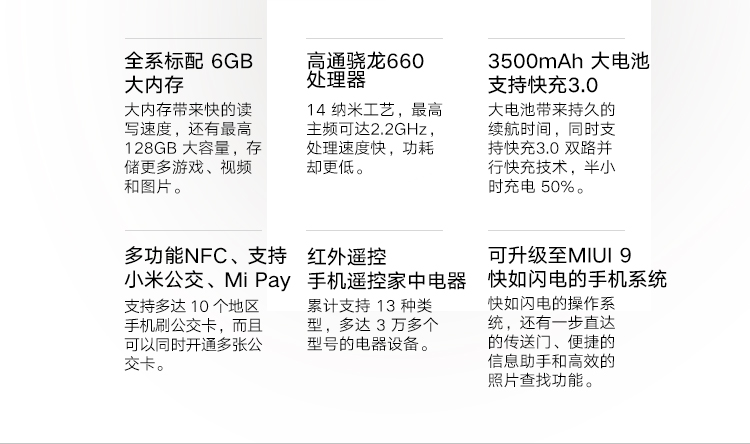 全系标配 6GB
大内存
大内存带来快的读
写速度，还有最高
128GB 大容量，存
储更多游戏、视频
和图片。
高通骁龙660
处理器
14 纳米工艺，最高
主频可达2.2GHz，
处理速度快，功耗
却更低。
3500mAh 大电池
支持快充3.0
大电池带来持久的
续航时间，同时支
持快充3.0 双路并
行快充技术，半小
时充电 50%。
多功能NFC、支持
小米公交、Mi Pay
支持多达 10 个地区
手机刷公交卡，而且
可以同时开通多张公
交卡。
红外遥控
手机遥控家中电器
累计支持 13 种类
型，多达 3 万多个
型号的电器设备。
可升级至MIUI 9
快如闪电的手机系统
快如闪电的操作系
统，还有一步直达
的传送门、便捷的
信息助手和高效的
照片查找功能。